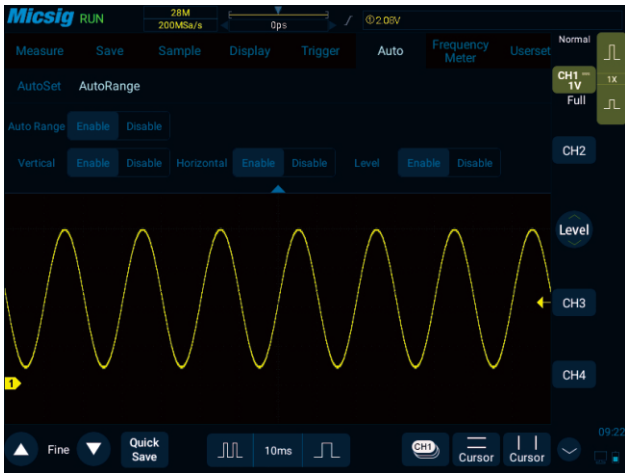 Micsig RUN 28M 200MSa/s 0ps ① 2.08V
Measure Save Sample Display Trigger Auto Frequency Meter Userset
Normal
CH1 1V Full 1X
AutoSet AutoRange
Auto Range Enable Disable
Vertical Enable Disable Horizontal Enable Disable Level Enable Disable
CH2
Level
CH3
1
CH4
Fine Quick Save 10ms CH1 Cursor Cursor
09:22